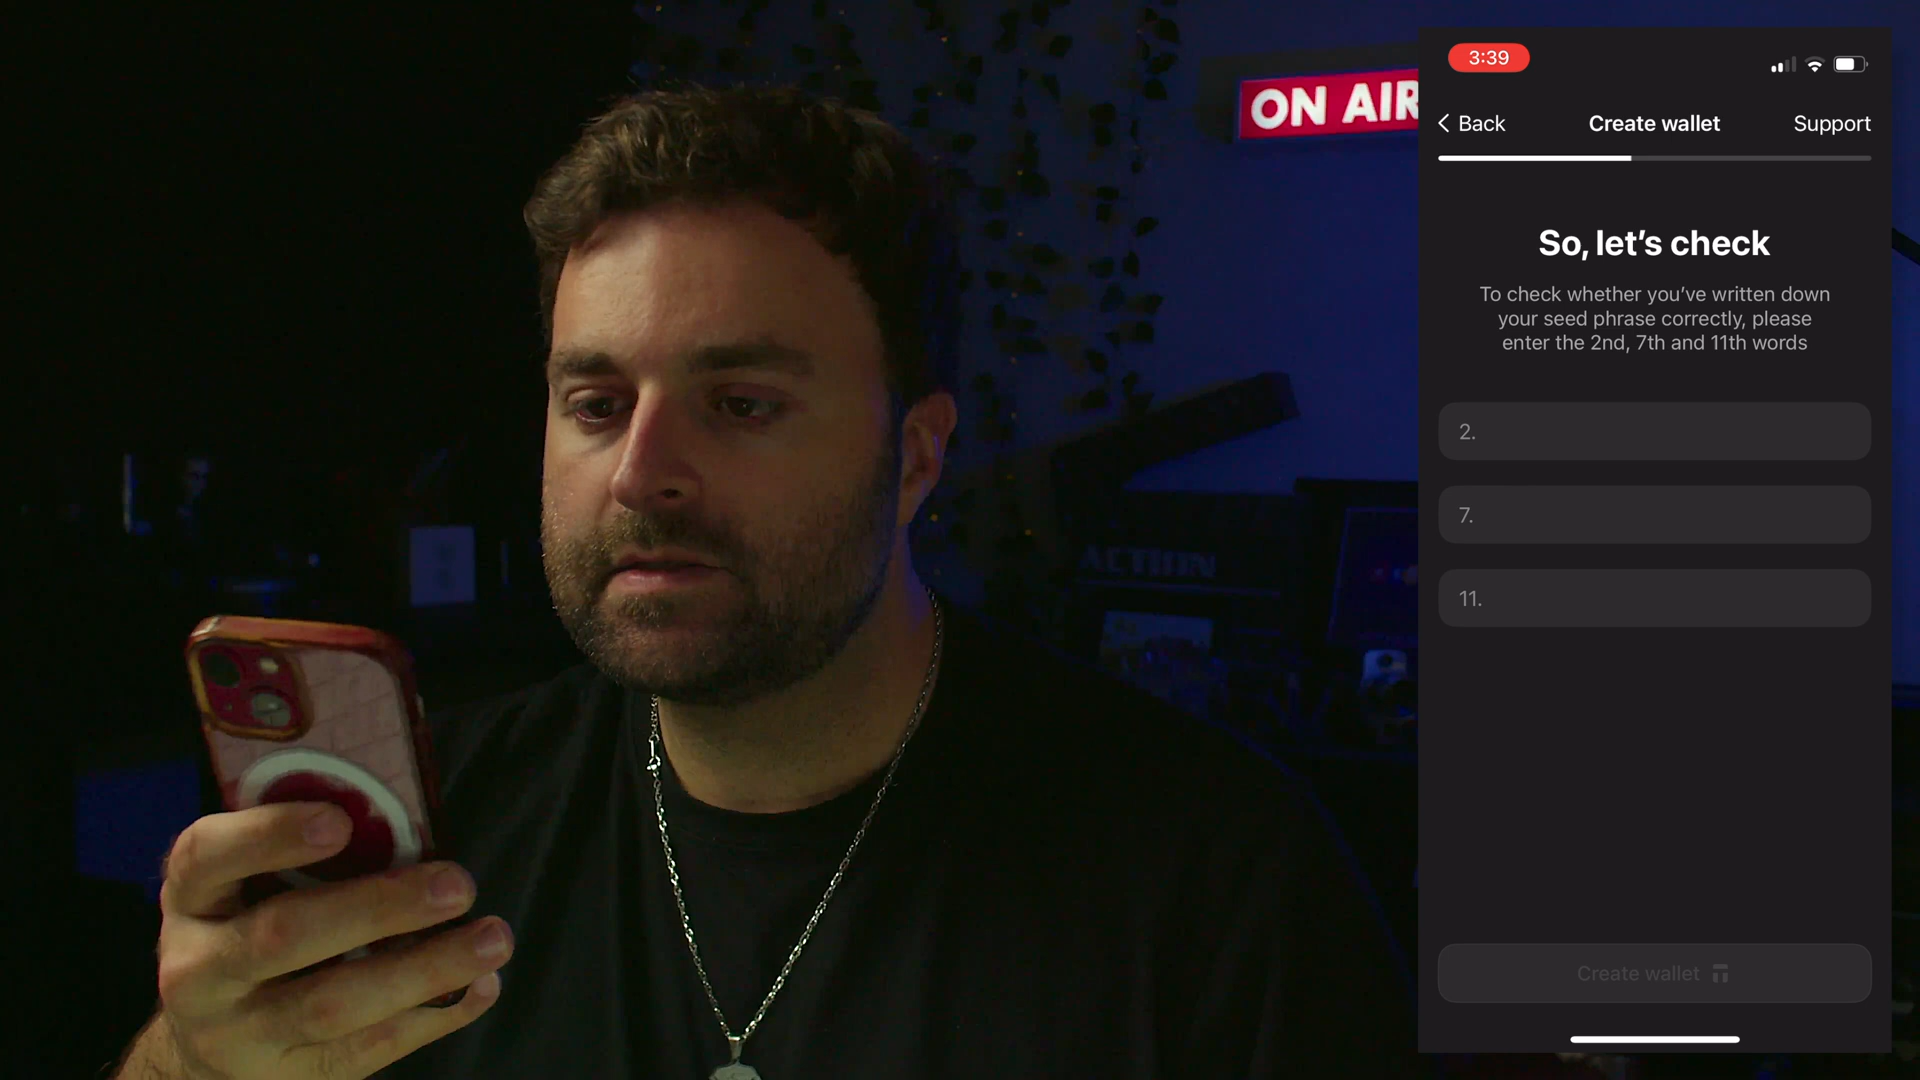 ON AIR
ACTION
3:39
Back
Create wallet
Support
So, let’s check
To check whether you’ve written down
your seed phrase correctly, please
enter the 2nd, 7th and 11th words
2.
7.
11.
Create wallet